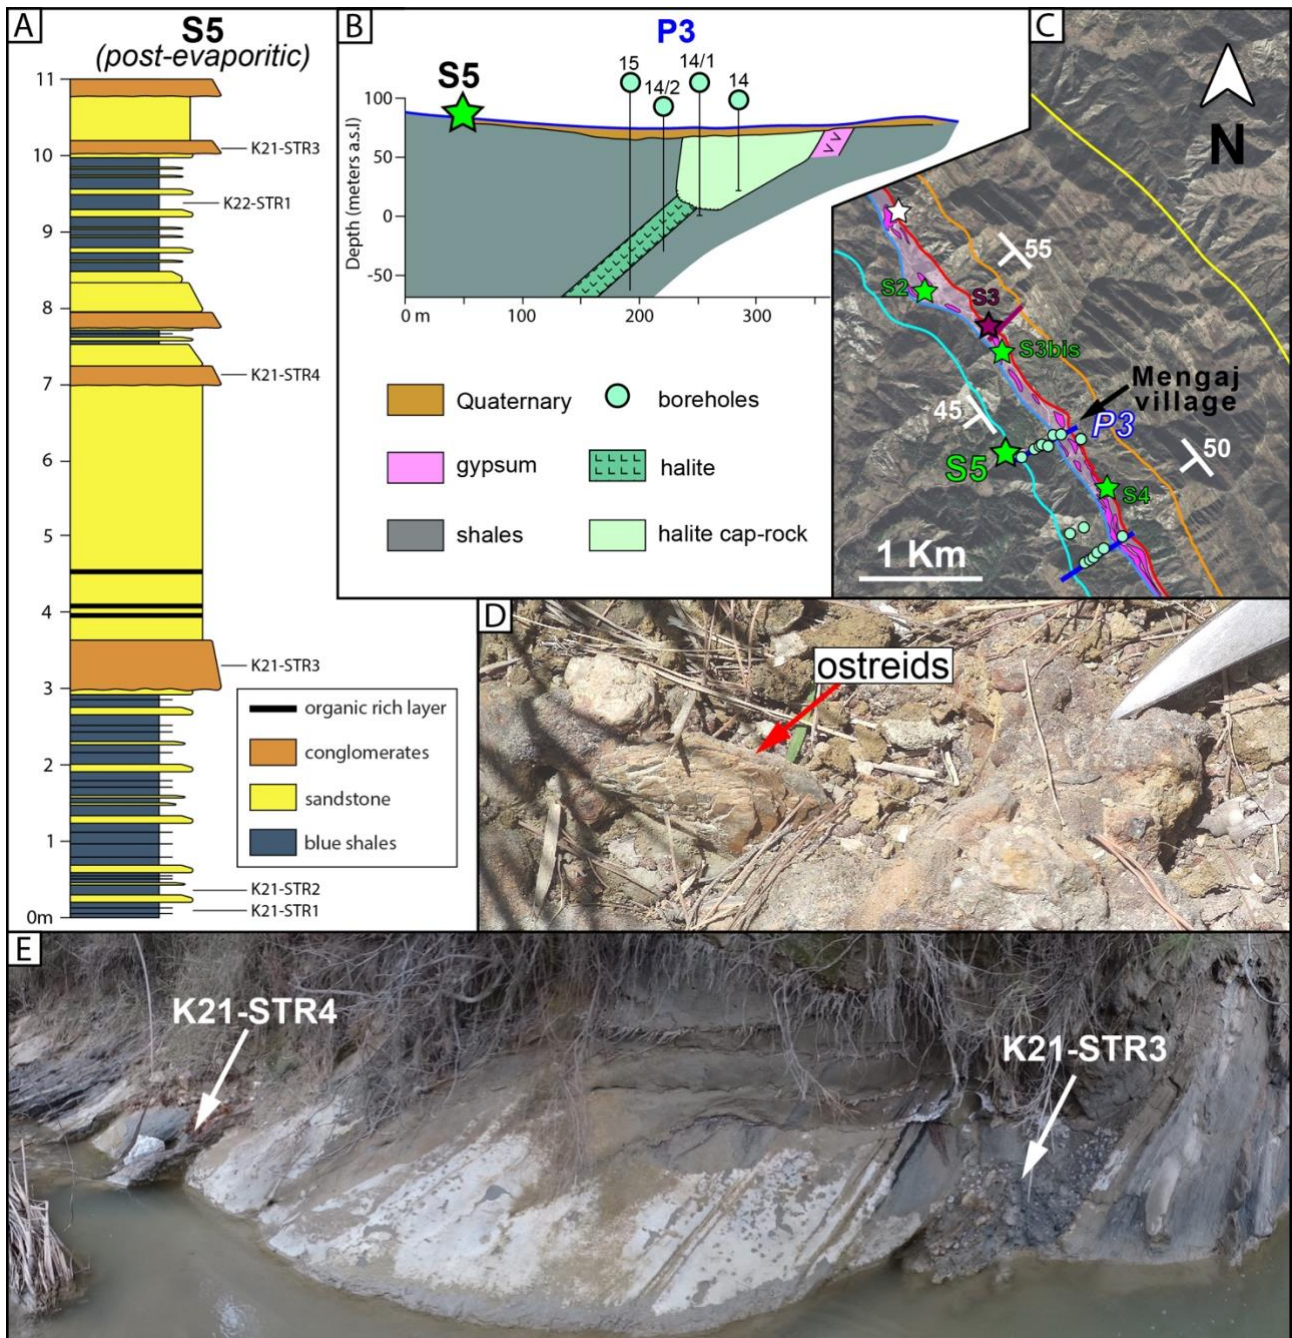 A
S5
(post-evaporitic)
11
10
9
8
7
6
5
4
3
2
1
0m
K21-STR3
K22-STR1
K21-STR4
K21-STR3
K21-STR2
K21-STR1
organic rich layer
conglomerates
sandstone
blue shales
B
P3
S5
15
14/2
14/1
14
Depth (meters a.s.l)
100
50
0
-50
0 m
100
200
300
Quaternary
boreholes
gypsum
halite
shales
halite cap-rock
C
N
55
S2
S3
S3bis
Mengaj
village
45
P3
S5
50
S4
1 Km
D
ostreids
E
K21-STR4
K21-STR3